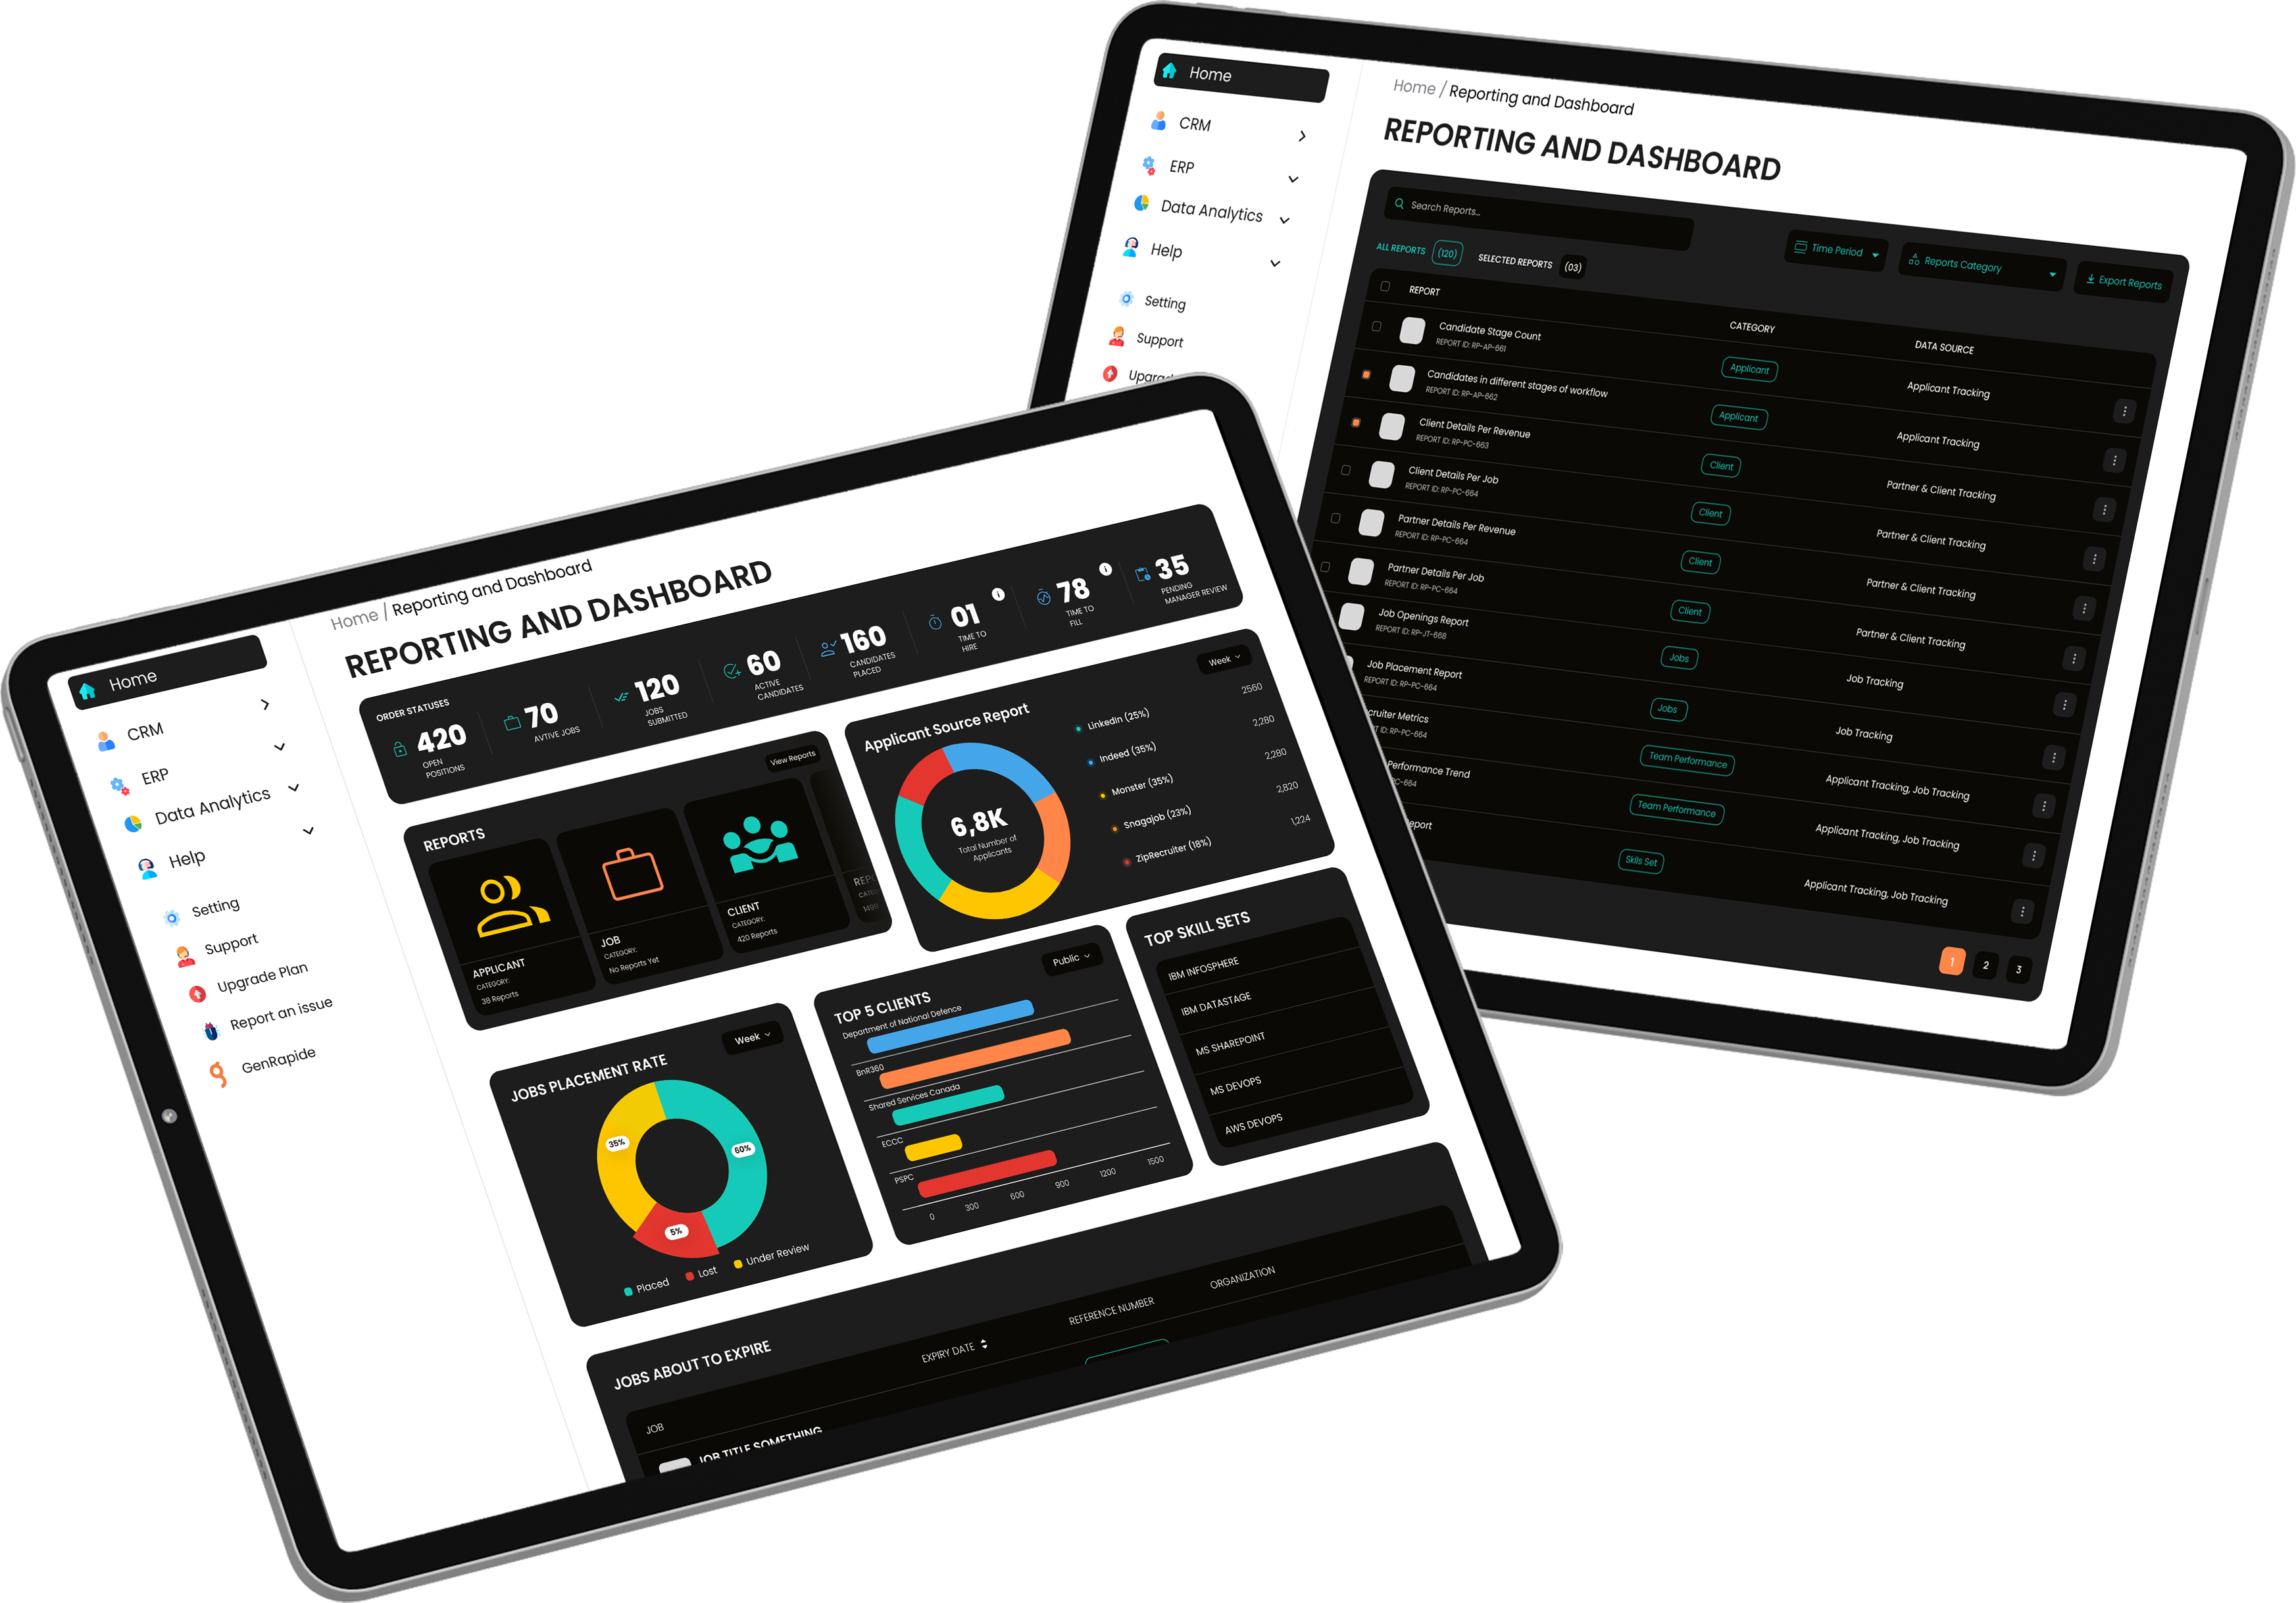 Home
CRM
ERP
Data Analytics
Help
Setting
Support
Upgrade Plan
Report an issue
GenRapide
Home / Reporting and Dashboard
REPORTING AND DASHBOARD
ORDER STATUSES
420
OPEN
POSITIONS
70
AVTIVE JOBS
120
JOBS
SUBMITTED
60
ACTIVE
CANDIDATES
160
CANDIDATES
PLACED
01
TIME TO
HIRE
78
TIME TO
FILL
35
PENDING
MANAGER REVIEW
REPORTS
View Reports
APPLICANT
CATEGORY:
38 Reports
JOB
CATEGORY:
No Reports Yet
CLIENT
CATEGORY:
420 Reports
Applicant Source Report
Week
6,8K
Total Number of
Applicants
LinkedIn (25%) 2560
Indeed (35%) 2,280
Monster (35%) 2,280
Snagajob (23%) 2,820
ZipRecruiter (18%) 1,224
JOBS PLACEMENT RATE
Week
35%
60%
5%
Placed
Lost
Under Review
TOP 5 CLIENTS
Public
Department of National Defence
BnR360
Shared Services Canada
ECCC
PSPC
0 300 600 900 1200 1500
TOP SKILL SETS
IBM INFOSPHERE
IBM DATASTAGE
MS SHAREPOINT
MS DEVOPS
AWS DEVOPS
JOBS ABOUT TO EXPIRE
JOB EXPIRY DATE REFERENCE NUMBER ORGANIZATION
JOB TITLE SOMETHING
Home
CRM
ERP
Data Analytics
Help
Setting
Support
Home / Reporting and Dashboard
REPORTING AND DASHBOARD
Search Reports...
Time Period
Reports Category
Export Reports
ALL REPORTS (120) SELECTED REPORTS (03)
REPORT CATEGORY DATA SOURCE
Candidate Stage Count
REPORT ID: RP-AP-661
Applicant
Applicant Tracking
Candidates in different stages of workflow
REPORT ID: RP-AP-662
Applicant
Applicant Tracking
Client Details Per Revenue
REPORT ID: RP-PC-663
Client
Partner & Client Tracking
Client Details Per Job
REPORT ID: RP-PC-664
Client
Partner & Client Tracking
Partner Details Per Revenue
REPORT ID: RP-PC-664
Client
Partner & Client Tracking
Partner Details Per Job
REPORT ID: RP-PC-664
Client
Partner & Client Tracking
Job Openings Report
REPORT ID: RP-JT-668
Jobs
Job Tracking
Job Placement Report
REPORT ID: RP-PC-664
Jobs
Job Tracking
Metrics
RP-PC-664
Team Performance
Applicant Tracking, Job Tracking
Performance Trend
Team Performance
Applicant Tracking, Job Tracking
Skils Set
Applicant Tracking, Job Tracking
1 2 3